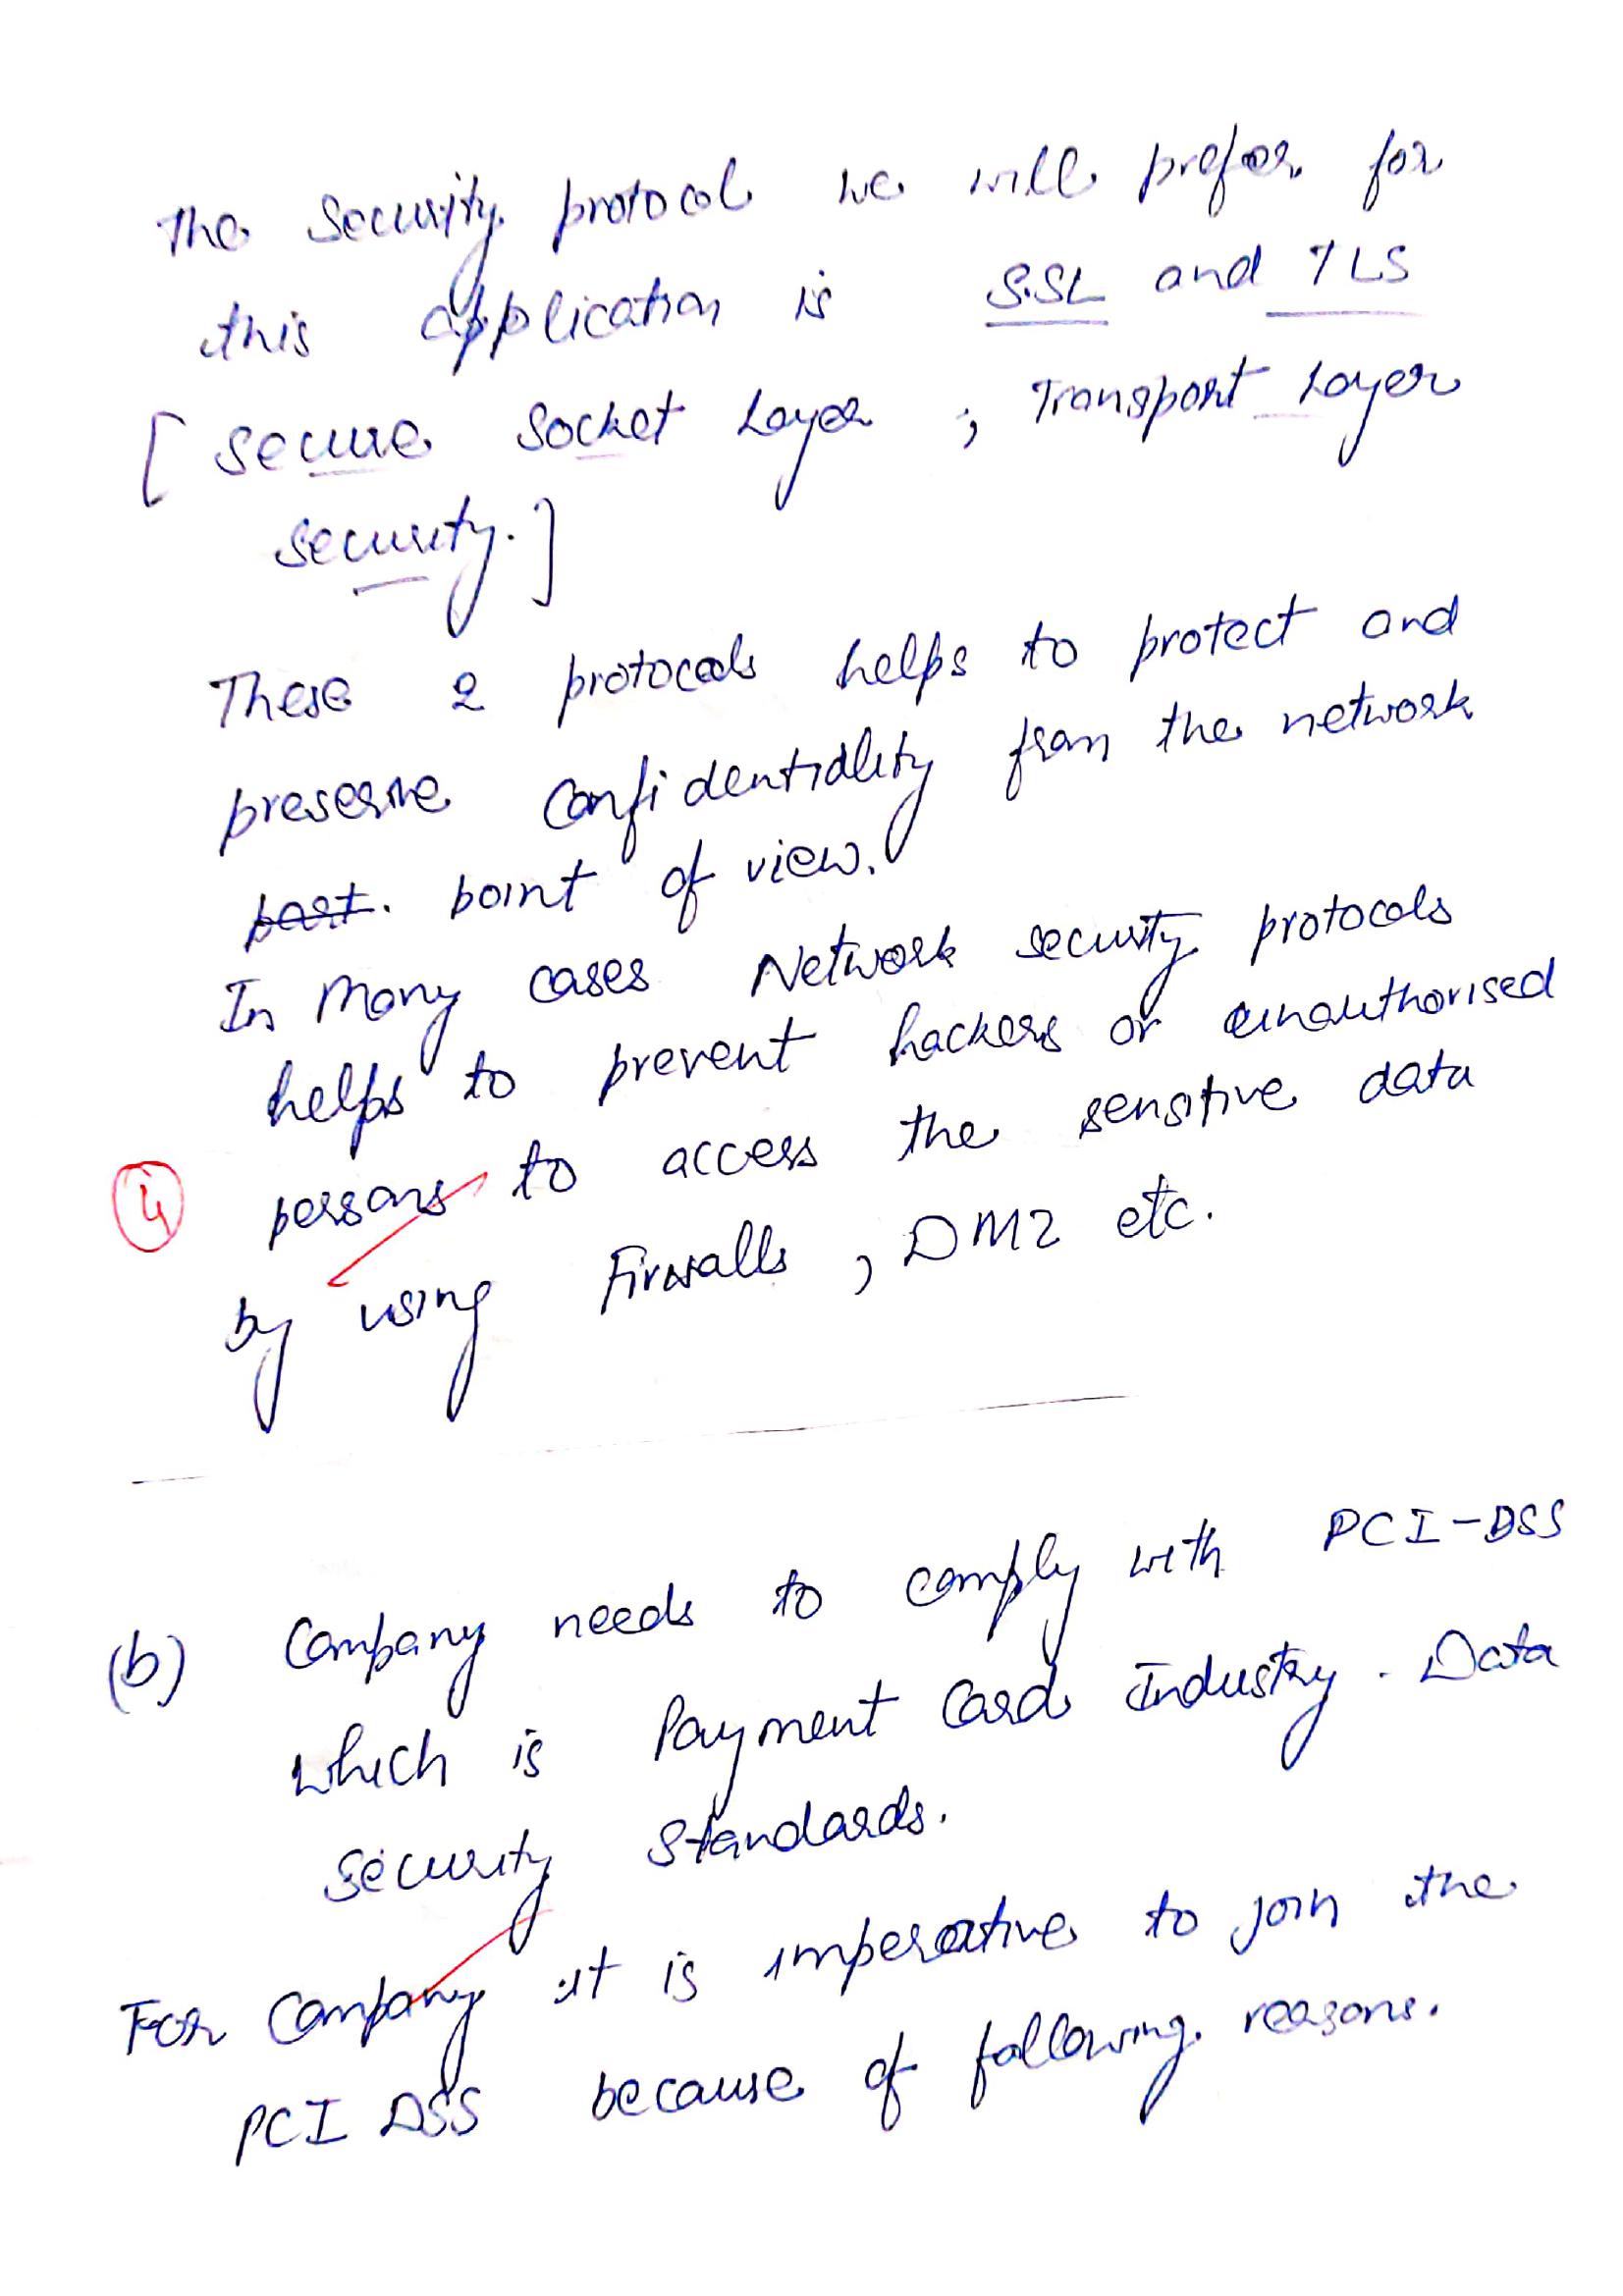 The security protocol we will prefer for
this application is SSL and TLS
[ Secure Socket Layer ; Transport Layer
security.]
These 2 protocols helps to protect and
preserve confidentiality from the network
part. point of view.
In Many cases Network security protocols
helps to prevent hackers or unauthorised
4 persons to access the sensitive data
by using Firwalls , DMZ etc.
(b) Company needs to comply with PCI-DSS
which is Payment Card Industry. Data
Security Standards.
For Company it is imperative to join the
PCI DSS because of following reasons.